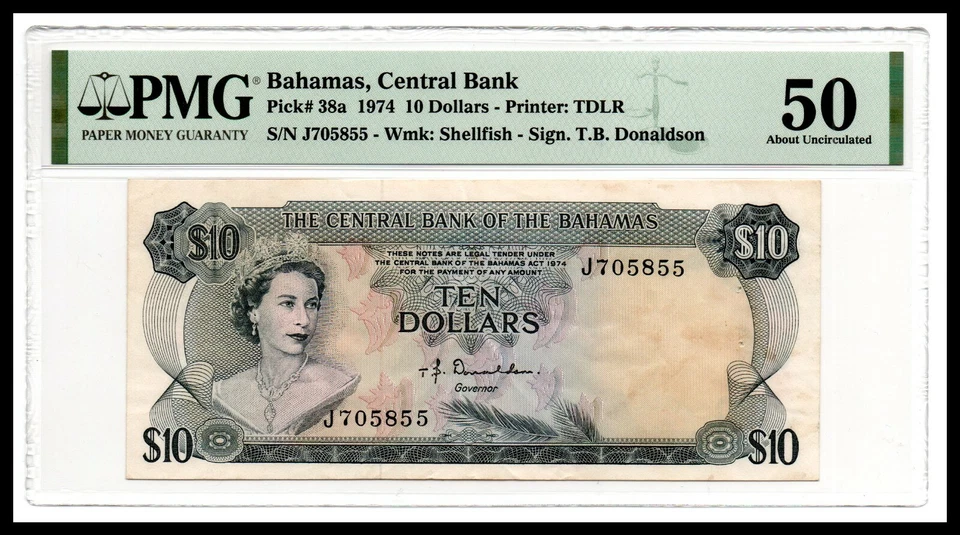 PMG®
PAPER MONEY GUARANTY
Bahamas, Central Bank
Pick# 38a 1974 10 Dollars - Printer: TDLR
S/N J705855 - Wmk: Shellfish - Sign. T.B. Donaldson
50
About Uncirculated
THE CENTRAL BANK OF THE BAHAMAS
$10
$10
THESE NOTES ARE LEGAL TENDER UNDER
THE CENTRAL BANK OF THE BAHAMAS ACT 1974
FOR THE PAYMENT OF ANY AMOUNT
J705855
TEN
DOLLARS
T.B. Donaldson.
Governor
J705855
$10
$10